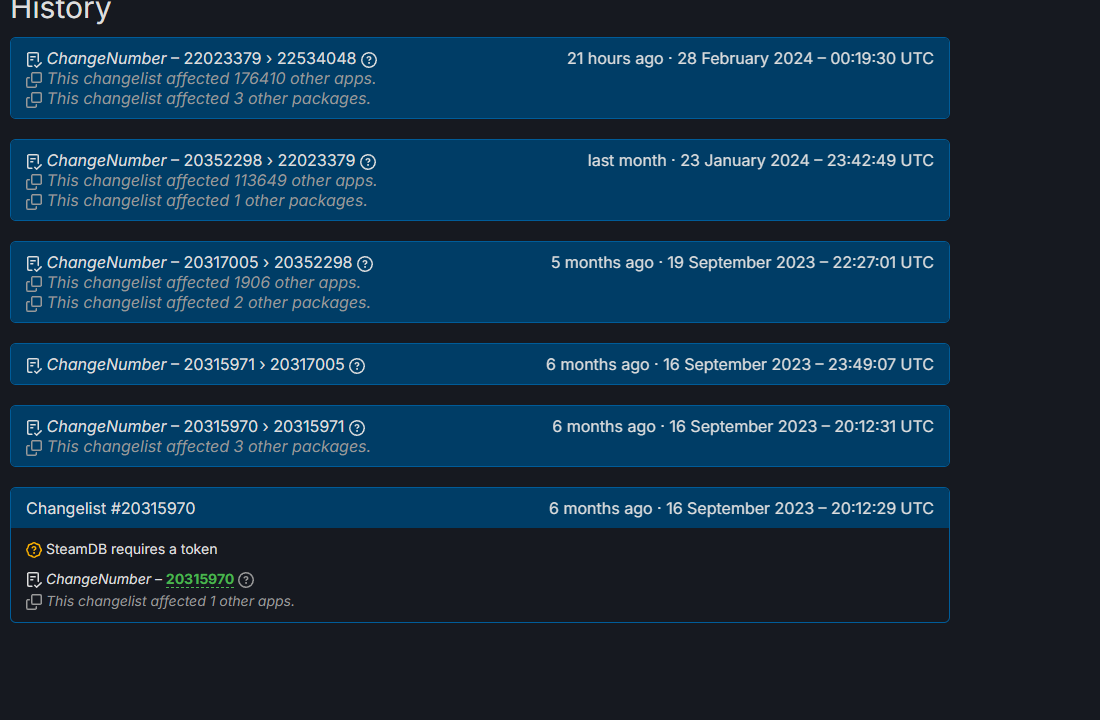 History
ChangeNumber – 22023379 › 22534048 ?
21 hours ago · 28 February 2024 – 00:19:30 UTC
This changelist affected 176410 other apps.
This changelist affected 3 other packages.
ChangeNumber – 20352298 › 22023379 ?
last month · 23 January 2024 – 23:42:49 UTC
This changelist affected 113649 other apps.
This changelist affected 1 other packages.
ChangeNumber – 20317005 › 20352298 ?
5 months ago · 19 September 2023 – 22:27:01 UTC
This changelist affected 1906 other apps.
This changelist affected 2 other packages.
ChangeNumber – 20315971 › 20317005 ?
6 months ago · 16 September 2023 – 23:49:07 UTC
ChangeNumber – 20315970 › 20315971 ?
6 months ago · 16 September 2023 – 20:12:31 UTC
This changelist affected 3 other packages.
Changelist #20315970
6 months ago · 16 September 2023 – 20:12:29 UTC
? SteamDB requires a token
ChangeNumber – 20315970 ?
This changelist affected 1 other apps.